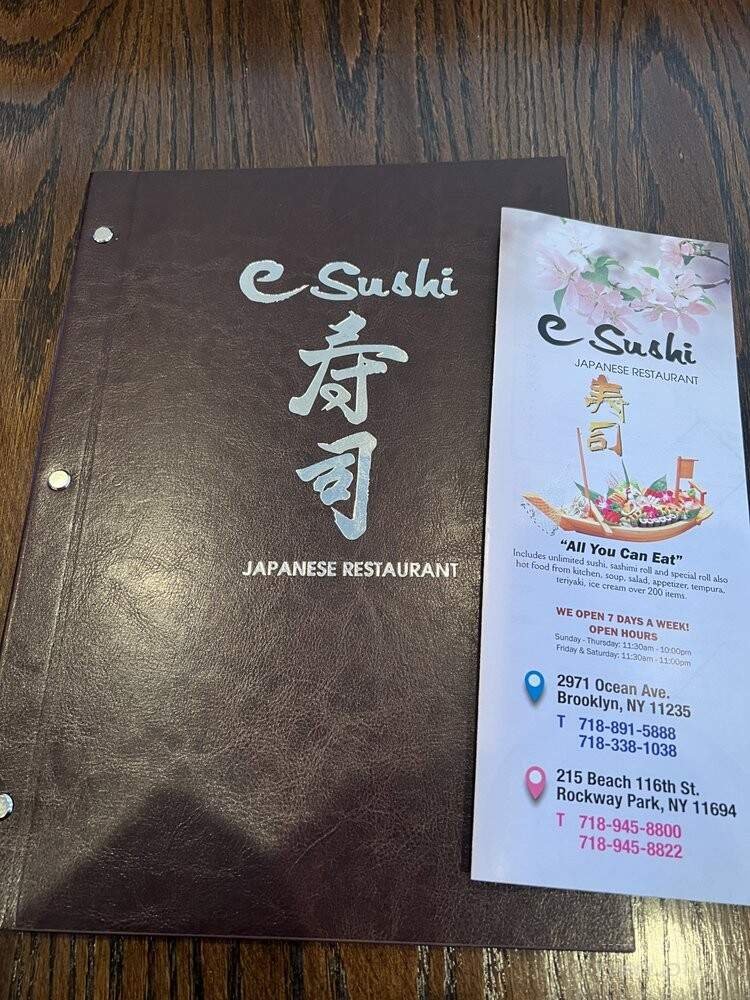 C Sushi
寿
司
JAPANESE RESTAURANT
C Sushi
JAPANESE RESTAURANT
寿
司
"All You Can Eat"
Includes unlimited sushi, sashimi roll and special roll also
hot food from kitchen, soup, salad, appetizer, tempura,
teriyaki, ice cream over 200 items.
WE OPEN 7 DAYS A WEEK!
OPEN HOURS
Sunday - Thursday: 11:30am - 10:00pm
Friday & Saturday: 11:30am - 11:00pm
2971 Ocean Ave.
Brooklyn, NY 11235
T 718-891-5888
718-338-1038
215 Beach 116th St.
Rockway Park, NY 11694
T 718-945-8800
718-945-8822